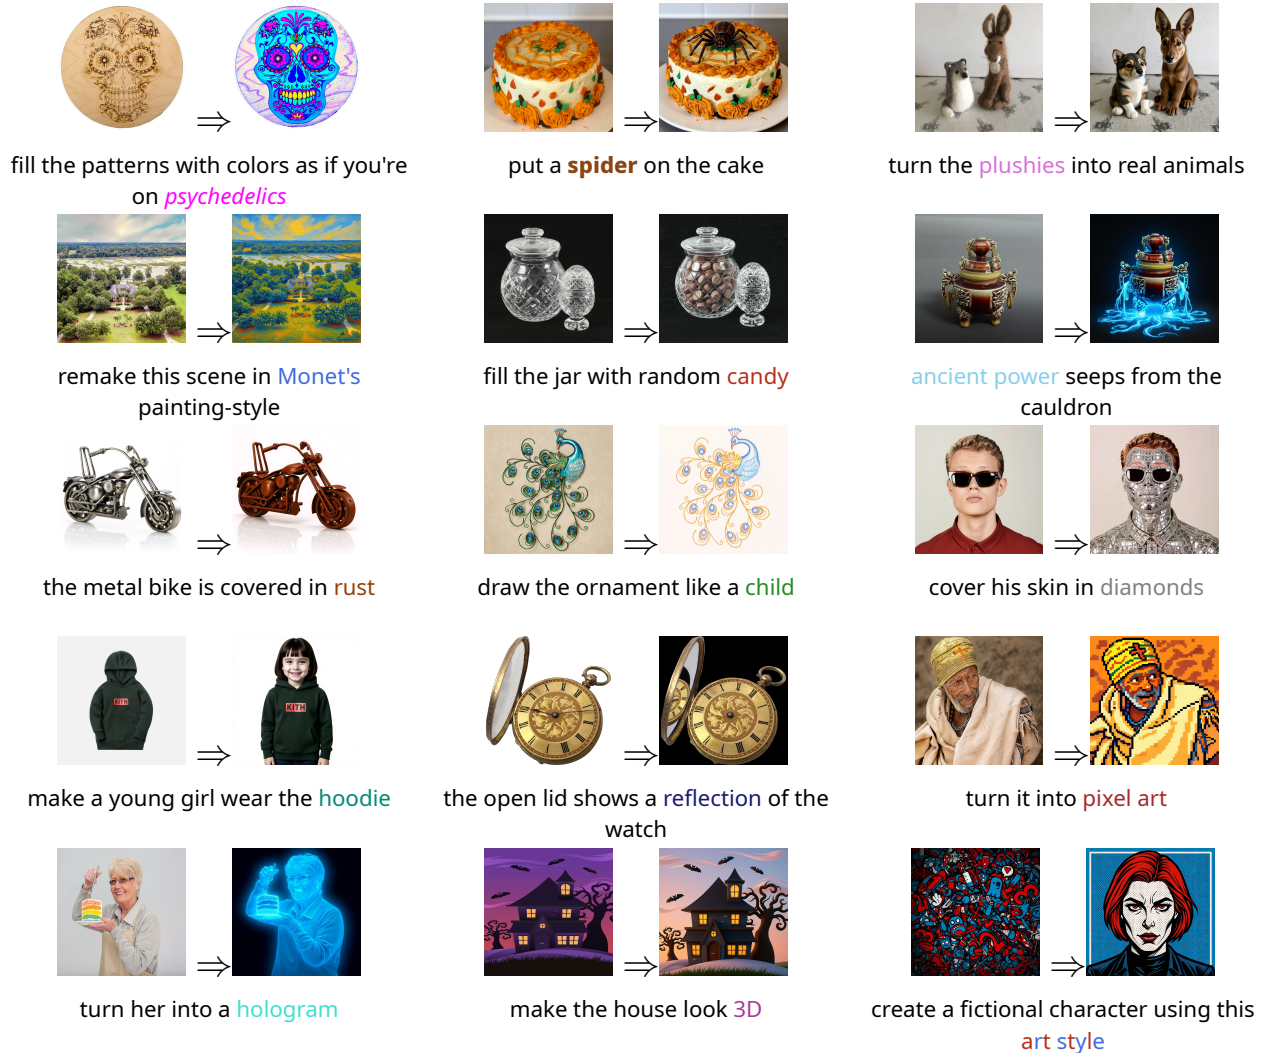 fill the patterns with colors as if you're
on psychedelics
put a spider on the cake
turn the plushies into real animals
remake this scene in Monet's
painting-style
fill the jar with random candy
ancient power seeps from the
cauldron
the metal bike is covered in rust
draw the ornament like a child
cover his skin in diamonds
KITH
KITH
make a young girl wear the hoodie
the open lid shows a reflection of the
watch
turn it into pixel art
turn her into a hologram
make the house look 3D
create a fictional character using this
art style